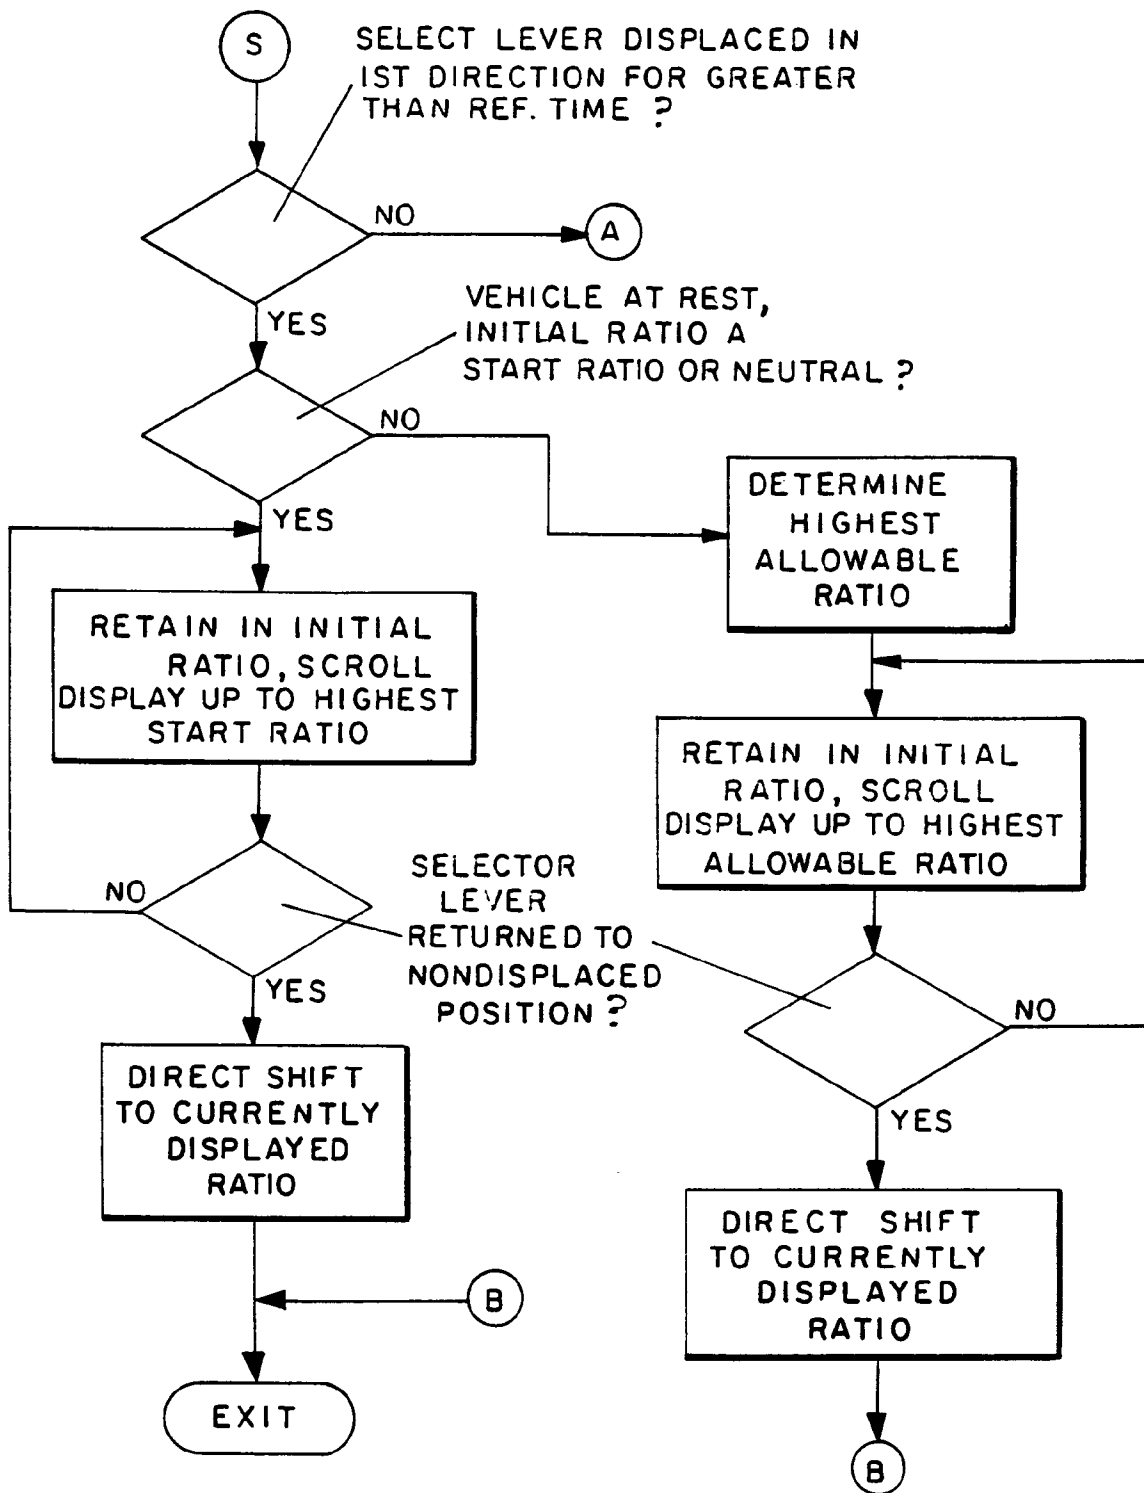 S
SELECT LEVER DISPLACED IN
1ST DIRECTION FOR GREATER
THAN REF. TIME ?
NO
A
YES
VEHICLE AT REST,
INITIAL RATIO A
START RATIO OR NEUTRAL ?
NO
YES
DETERMINE
HIGHEST
ALLOWABLE
RATIO
RETAIN IN INITIAL
RATIO, SCROLL
DISPLAY UP TO HIGHEST
START RATIO
RETAIN IN INITIAL
RATIO, SCROLL
DISPLAY UP TO HIGHEST
ALLOWABLE RATIO
NO
SELECTOR
LEVER
RETURNED TO
NONDISPLACED
POSITION ?
YES
NO
YES
DIRECT SHIFT
TO CURRENTLY
DISPLAYED
RATIO
DIRECT SHIFT
TO CURRENTLY
DISPLAYED
RATIO
B
EXIT
B